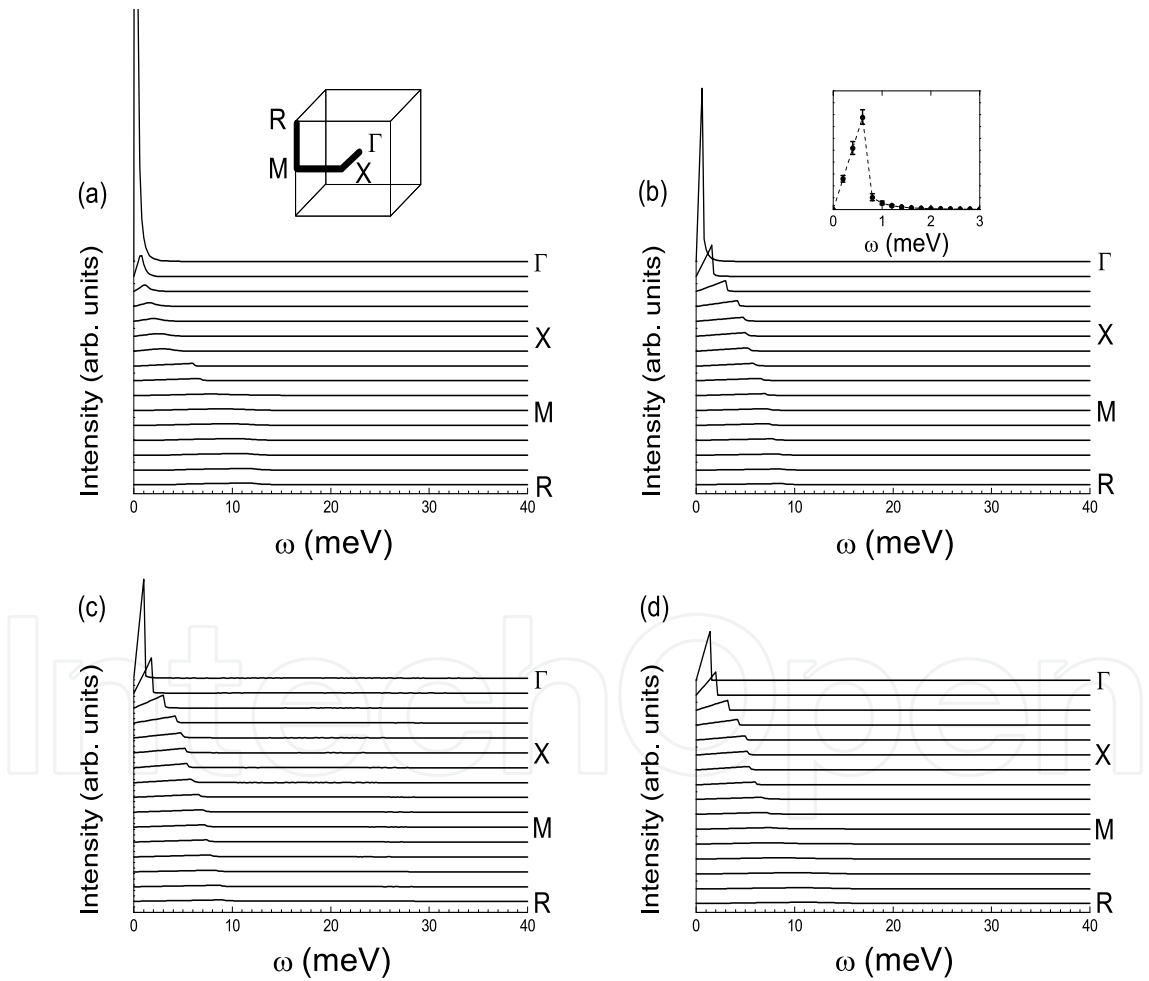 (a)
R
Γ
M
X
Intensity (arb. units)
Γ
X
M
R
0 10 20 30 40
ω (meV)
(b)
0 1 2 3
ω (meV)
Intensity (arb. units)
Γ
X
M
R
0 10 20 30 40
ω (meV)
(c)
Intensity (arb. units)
Γ
X
M
R
0 10 20 30 40
ω (meV)
(d)
Intensity (arb. units)
Γ
X
M
R
0 10 20 30 40
ω (meV)
IntechOpen